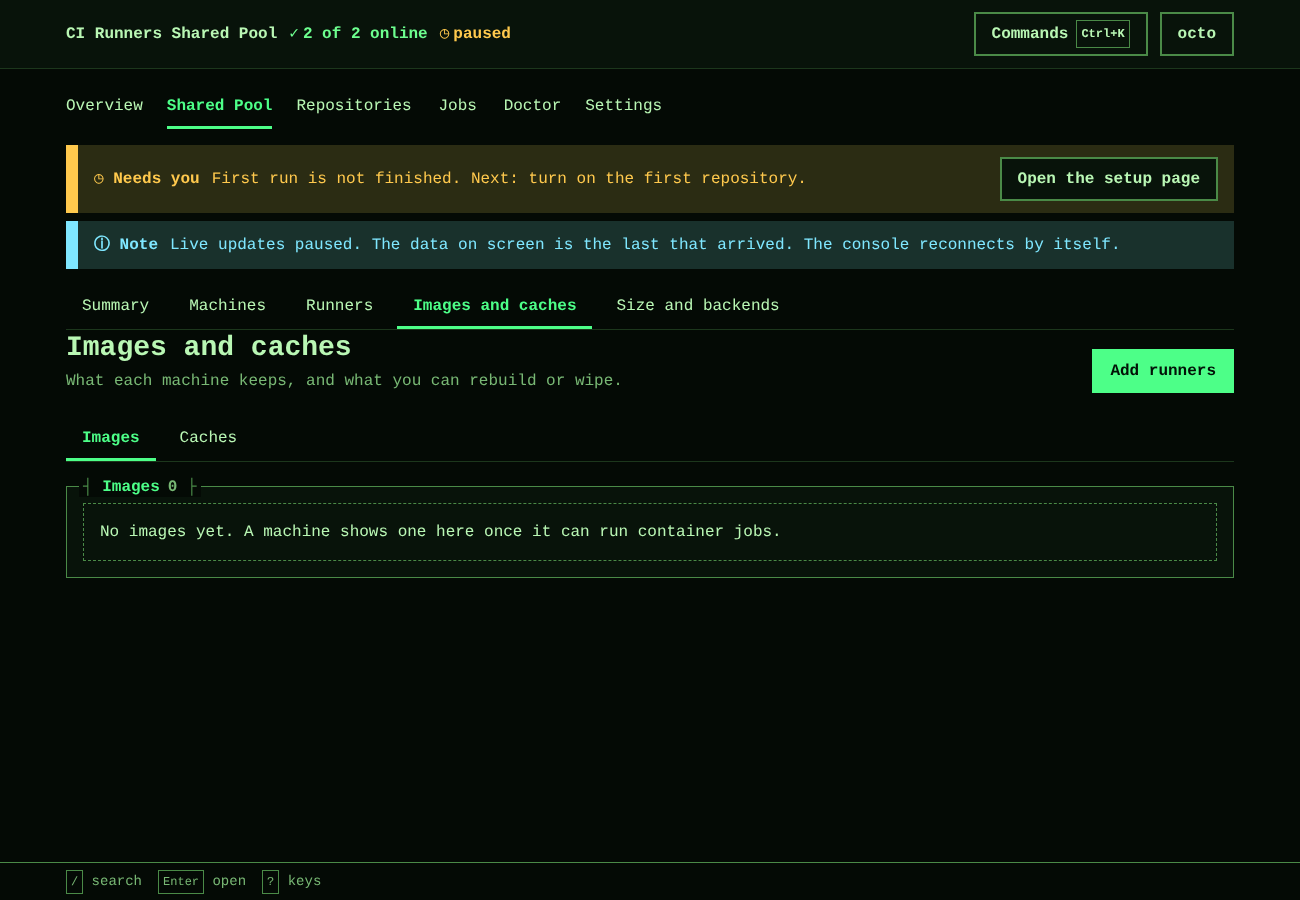 CI Runners Shared Pool ✓ 2 of 2 online ◷ paused Commands Ctrl+K octo
Overview Shared Pool Repositories Jobs Doctor Settings
◷ Needs you First run is not finished. Next: turn on the first repository. Open the setup page
ⓘ Note Live updates paused. The data on screen is the last that arrived. The console reconnects by itself.
Summary Machines Runners Images and caches Size and backends
Images and caches
What each machine keeps, and what you can rebuild or wipe.
Add runners
Images Caches
Images 0
No images yet. A machine shows one here once it can run container jobs.
/ search Enter open ? keys